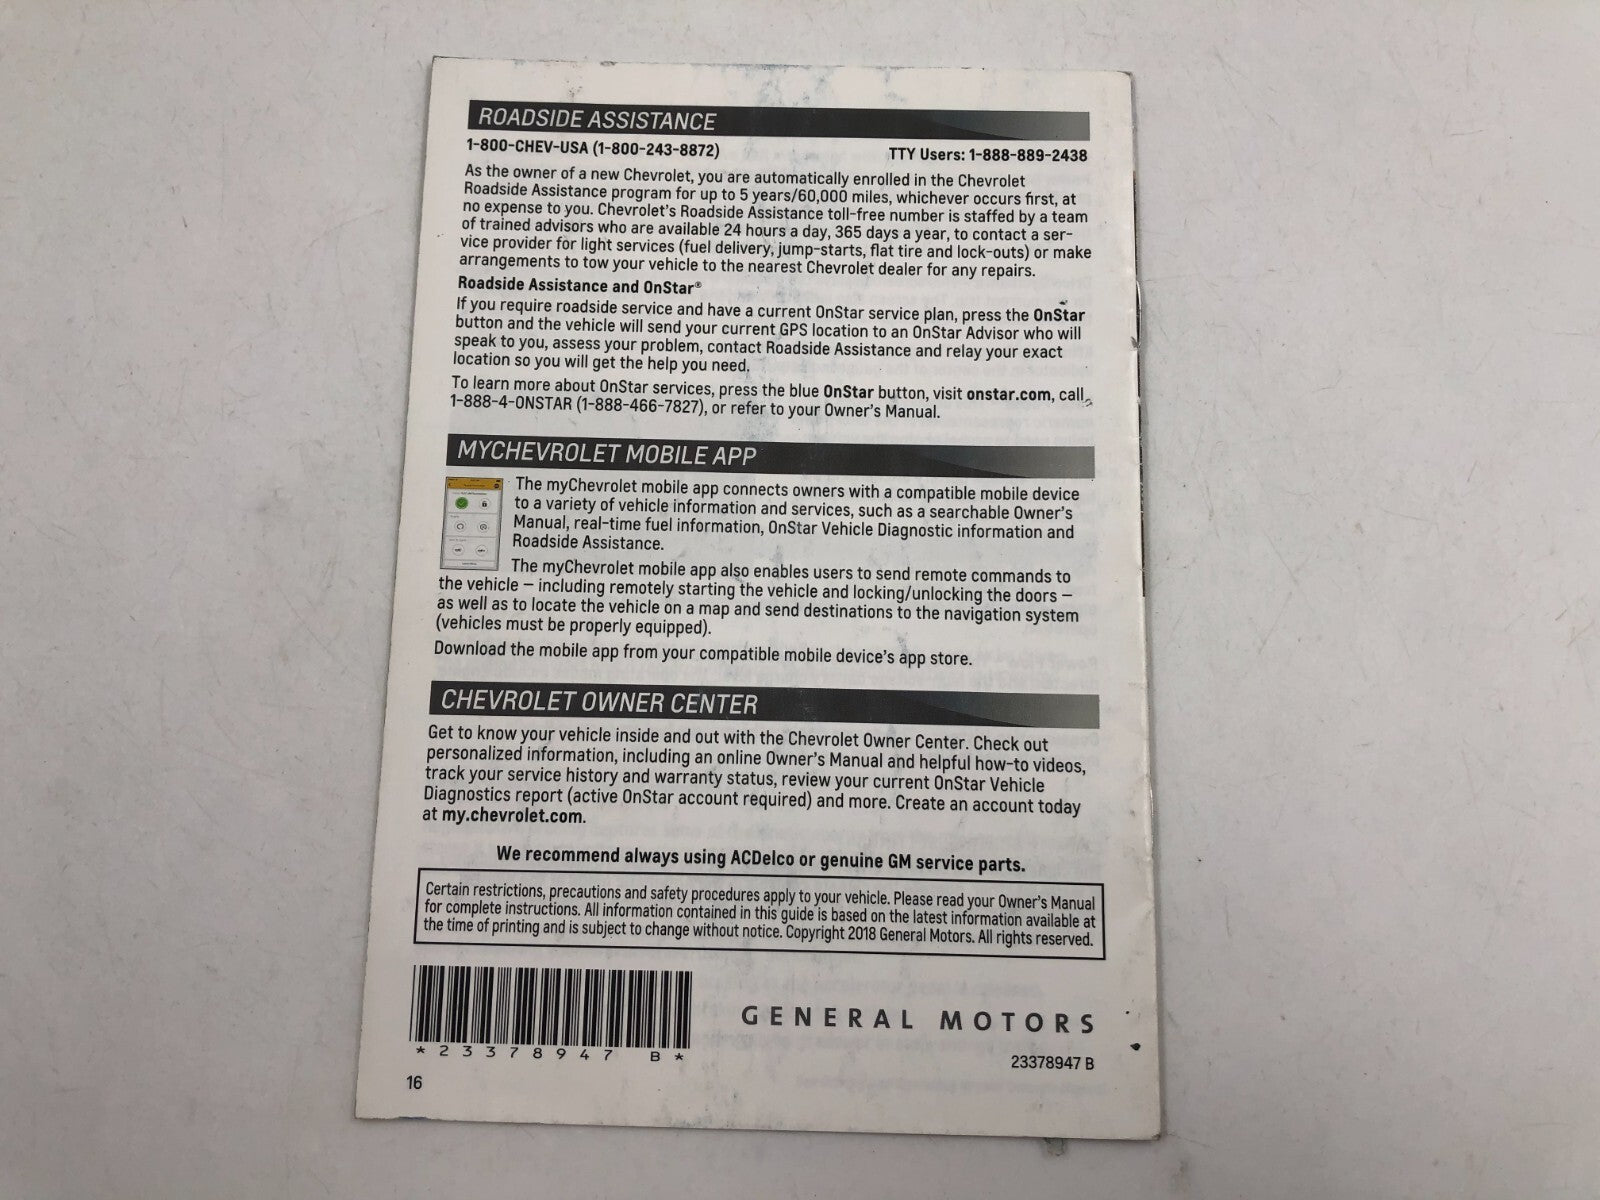 ROADSIDE ASSISTANCE
1-800-CHEV-USA (1-800-243-8872) TTY Users: 1-888-889-2438
As the owner of a new Chevrolet, you are automatically enrolled in the Chevrolet
Roadside Assistance program for up to 5 years/60,000 miles, whichever occurs first, at
no expense to you. Chevrolet's Roadside Assistance toll-free number is staffed by a team
of trained advisors who are available 24 hours a day, 365 days a year, to contact a ser-
vice provider for light services (fuel delivery, jump-starts, flat tire and lock-outs) or make
arrangements to tow your vehicle to the nearest Chevrolet dealer for any repairs.
Roadside Assistance and OnStar®
If you require roadside service and have a current OnStar service plan, press the OnStar
button and the vehicle will send your current GPS location to an OnStar Advisor who will
speak to you, assess your problem, contact Roadside Assistance and relay your exact
location so you will get the help you need.
To learn more about OnStar services, press the blue OnStar button, visit onstar.com, call
1-888-4-ONSTAR (1-888-466-7827), or refer to your Owner's Manual.
MYCHEVROLET MOBILE APP
The myChevrolet mobile app connects owners with a compatible mobile device
to a variety of vehicle information and services, such as a searchable Owner's
Manual, real-time fuel information, OnStar Vehicle Diagnostic information and
Roadside Assistance.
The myChevrolet mobile app also enables users to send remote commands to
the vehicle – including remotely starting the vehicle and locking/unlocking the doors –
as well as to locate the vehicle on a map and send destinations to the navigation system
(vehicles must be properly equipped).
Download the mobile app from your compatible mobile device's app store.
CHEVROLET OWNER CENTER
Get to know your vehicle inside and out with the Chevrolet Owner Center. Check out
personalized information, including an online Owner's Manual and helpful how-to videos,
track your service history and warranty status, review your current OnStar Vehicle
Diagnostics report (active OnStar account required) and more. Create an account today
at my.chevrolet.com.
We recommend always using ACDelco or genuine GM service parts.
Certain restrictions, precautions and safety procedures apply to your vehicle. Please read your Owner's Manual
for complete instructions. All information contained in this guide is based on the latest information available at
the time of printing and is subject to change without notice. Copyright 2018 General Motors. All rights reserved.
GENERAL MOTORS
*23378947 B*
23378947 B
16